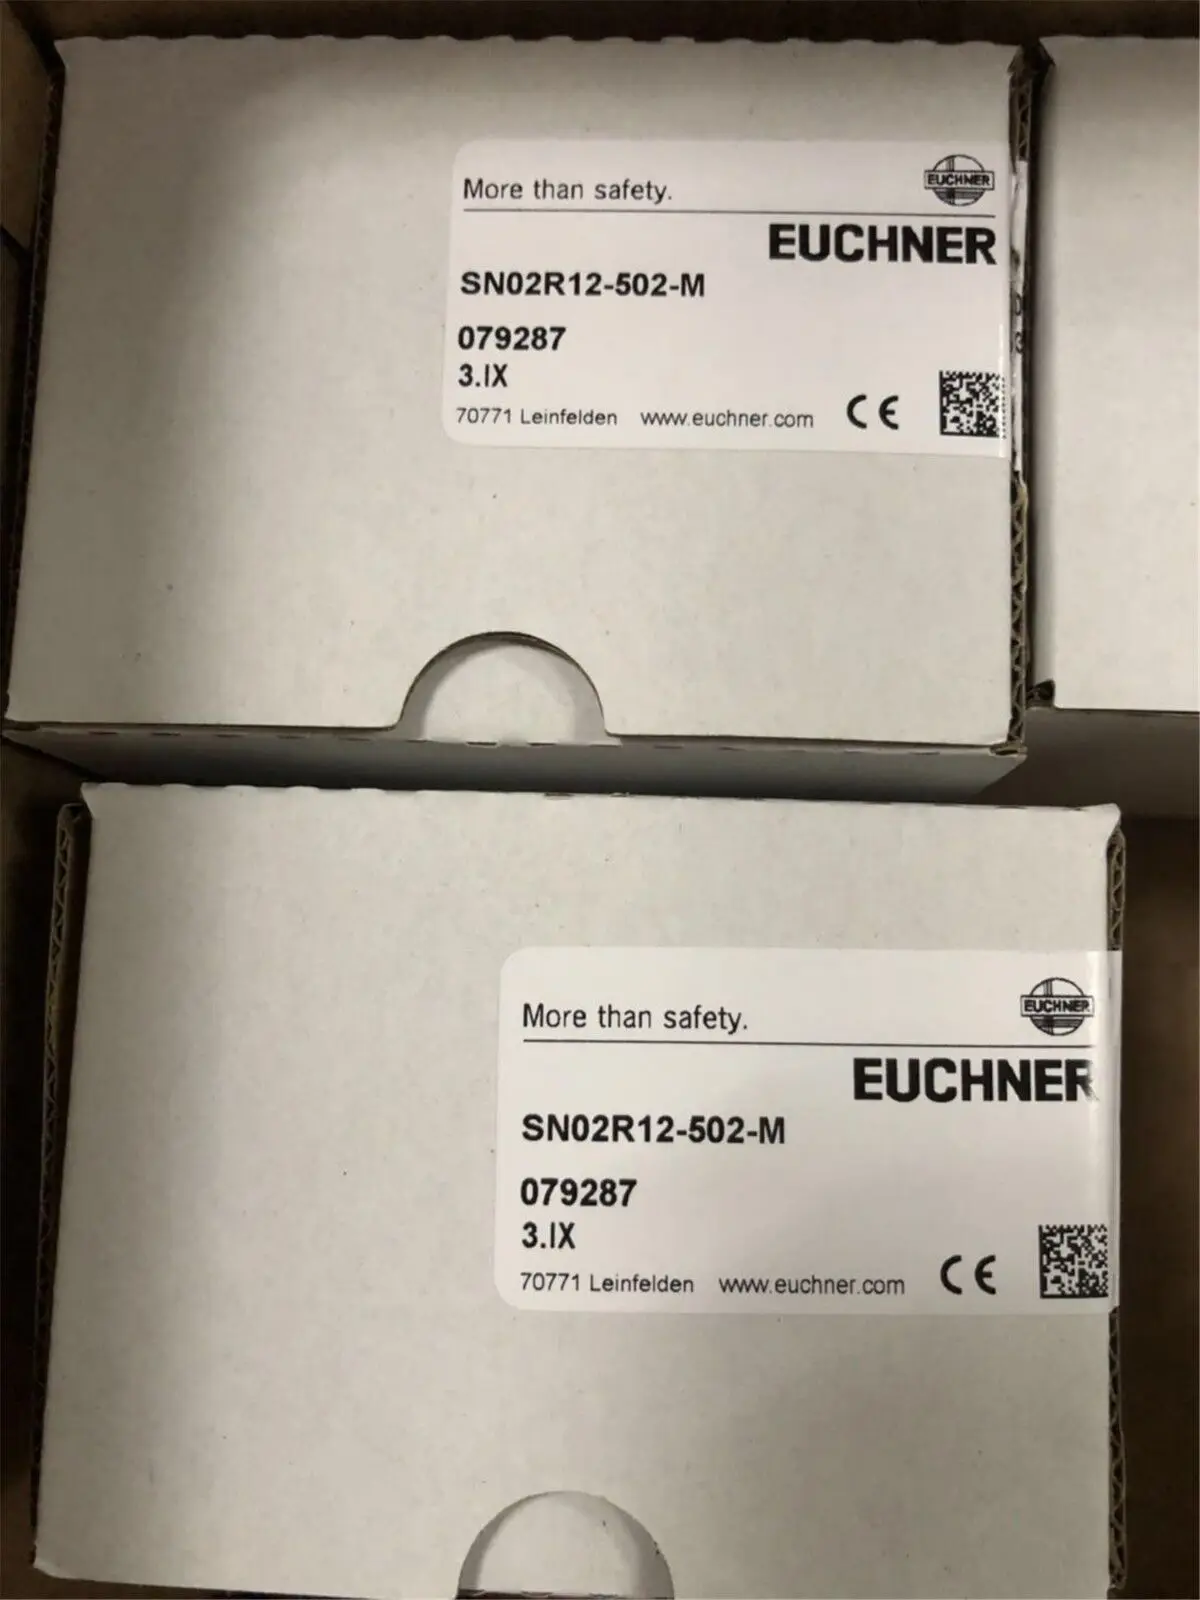 More than safety.
EUCHNER
EUCHNER
SN02R12-502-M
079287
3.IX
70771 Leinfelden www.euchner.com CE
More than safety.
EUCHNER
EUCHNER
SN02R12-502-M
079287
3.IX
70771 Leinfelden www.euchner.com CE